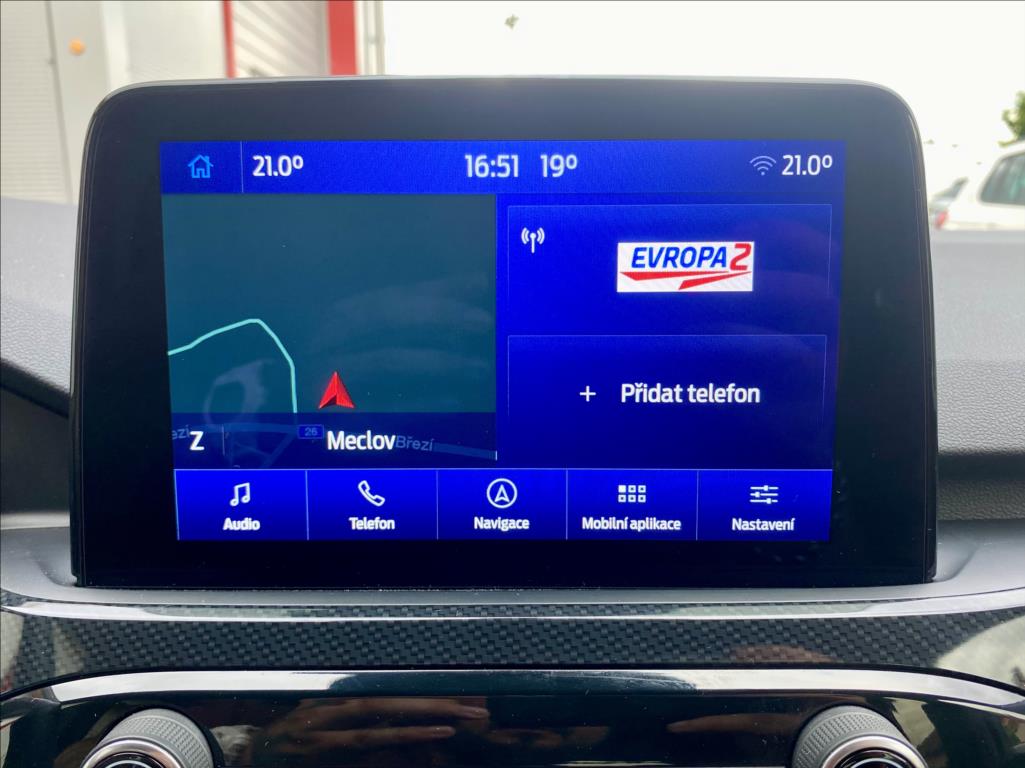 21.0°
16:51 19°
21.0°
EVROPA 2
+ Přidat telefon
26
Z
Meclov
Březí
Audio
Telefon
Navigace
Mobilní aplikace
Nastavení